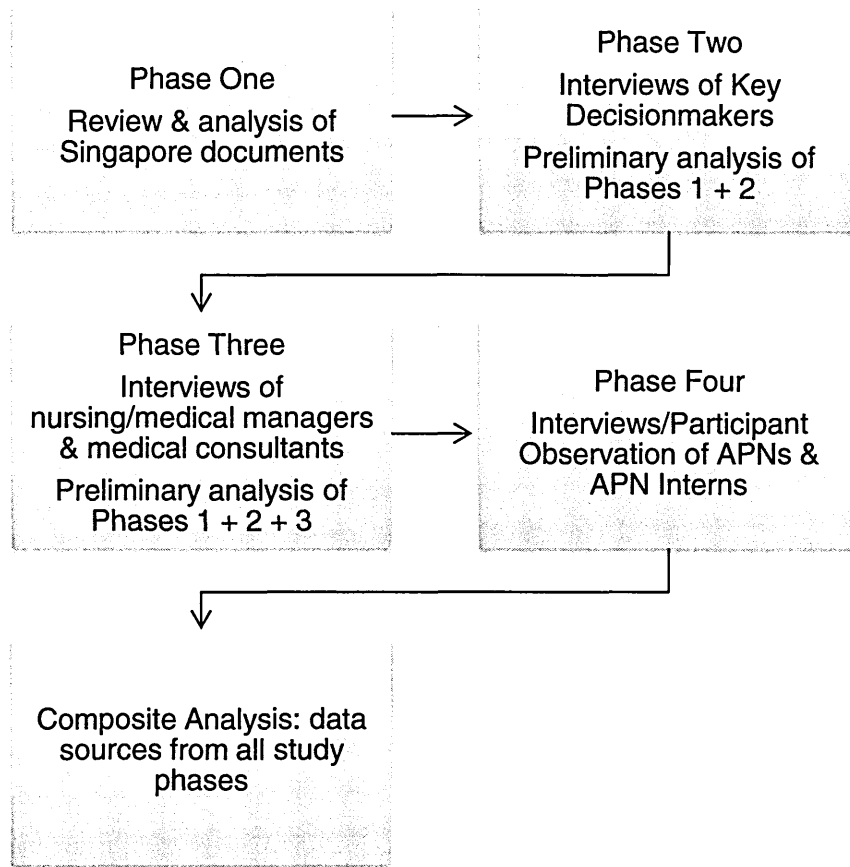 Phase One
Review & analysis of
Singapore documents
Phase Two
Interviews of Key
Decisionmakers
Preliminary analysis of
Phases 1 + 2
Phase Three
Interviews of
nursing/medical managers
& medical consultants
Preliminary analysis of
Phases 1 + 2 + 3
Phase Four
Interviews/Participant
Observation of APNs &
APN Interns
Composite Analysis: data
sources from all study
phases